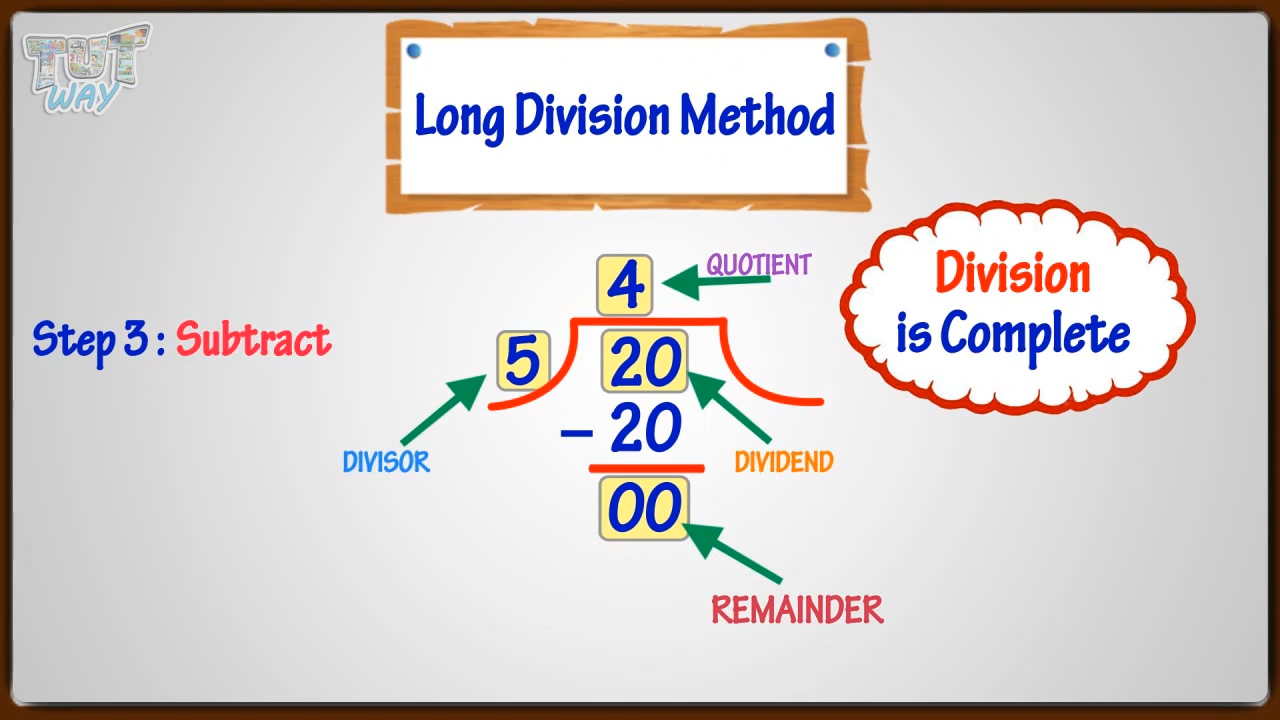 TUT
WAY
Long Division Method
QUOTIENT
4
Step 3 : Subtract
5
20
Division
is Complete
– 20
DIVISOR
DIVIDEND
00
REMAINDER